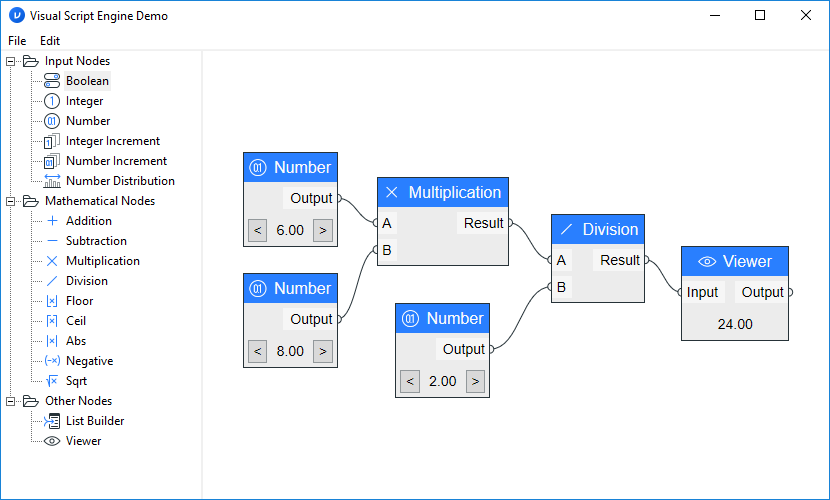 Visual Script Engine Demo
File Edit
Input Nodes
Boolean
Integer
Number
Integer Increment
Number Increment
Number Distribution
Mathematical Nodes
Addition
Subtraction
Multiplication
Division
Floor
Ceil
Abs
Negative
Sqrt
Other Nodes
List Builder
Viewer
Number
Output
< 6.00 >
Number
Output
< 8.00 >
Multiplication
A Result
B
Number
Output
< 2.00 >
Division
A Result
B
Viewer
Input Output
24.00